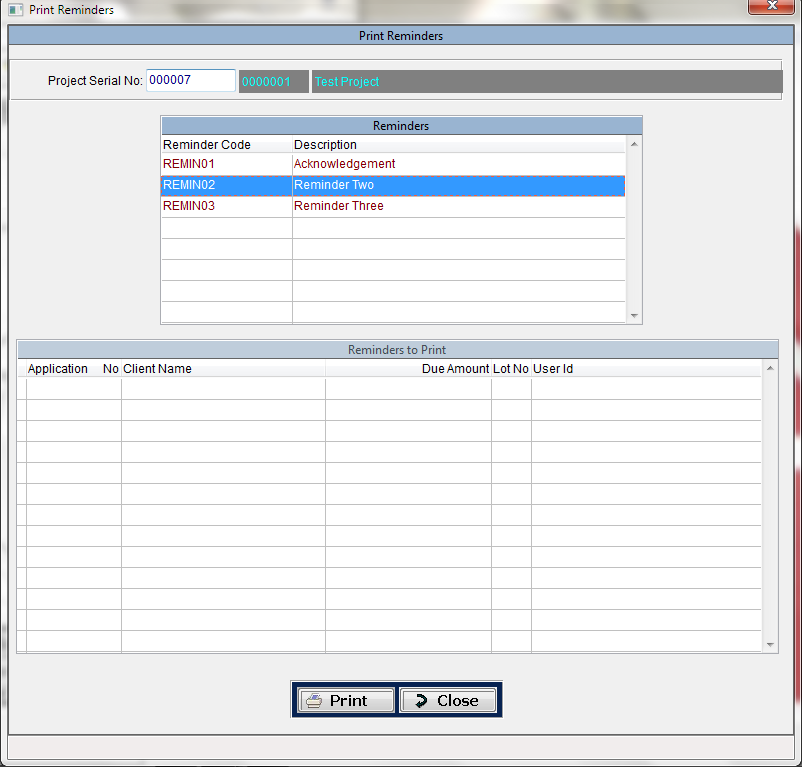 Print Reminders
Print Reminders
Project Serial No: 000007 0000001 Test Project
Reminders
Reminder Code Description
REMIN01 Acknowledgement
REMIN02 Reminder Two
REMIN03 Reminder Three
Reminders to Print
Application No Client Name Due Amount Lot No User Id
Print Close